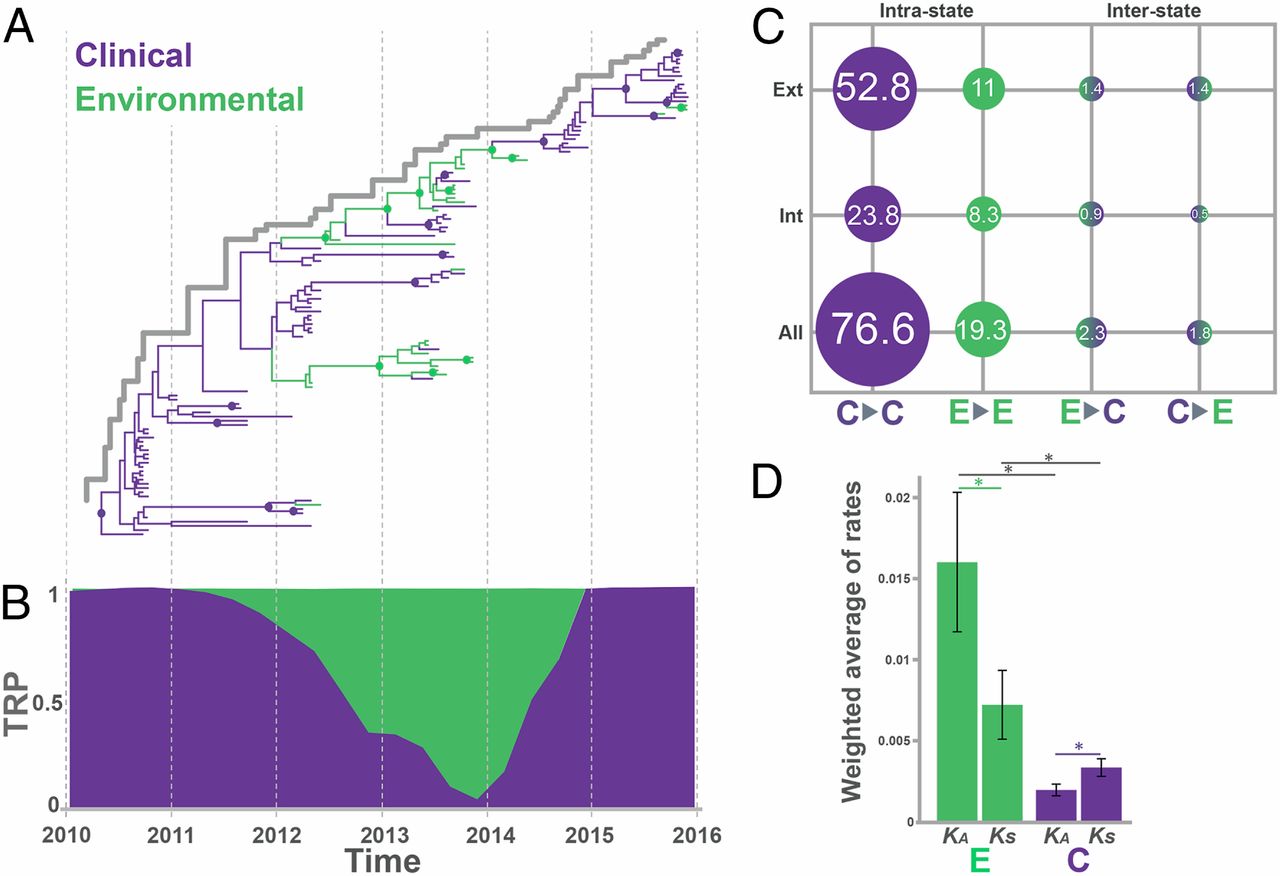 A
Clinical
Environmental
B
1
0.5
0
TRP
2010 2011 2012 2013 2014 2015 2016
Time
C
Intra-state Inter-state
Ext 52.8 11 1.4 1.4
Int 23.8 8.3 0.9 0.5
All 76.6 19.3 2.3 1.8
C▶C E▶E E▶C C▶E
D
Weighted average of rates
* *
*
0.02
0.015
0.01
0.005
*
0
KA KS KA KS
E C